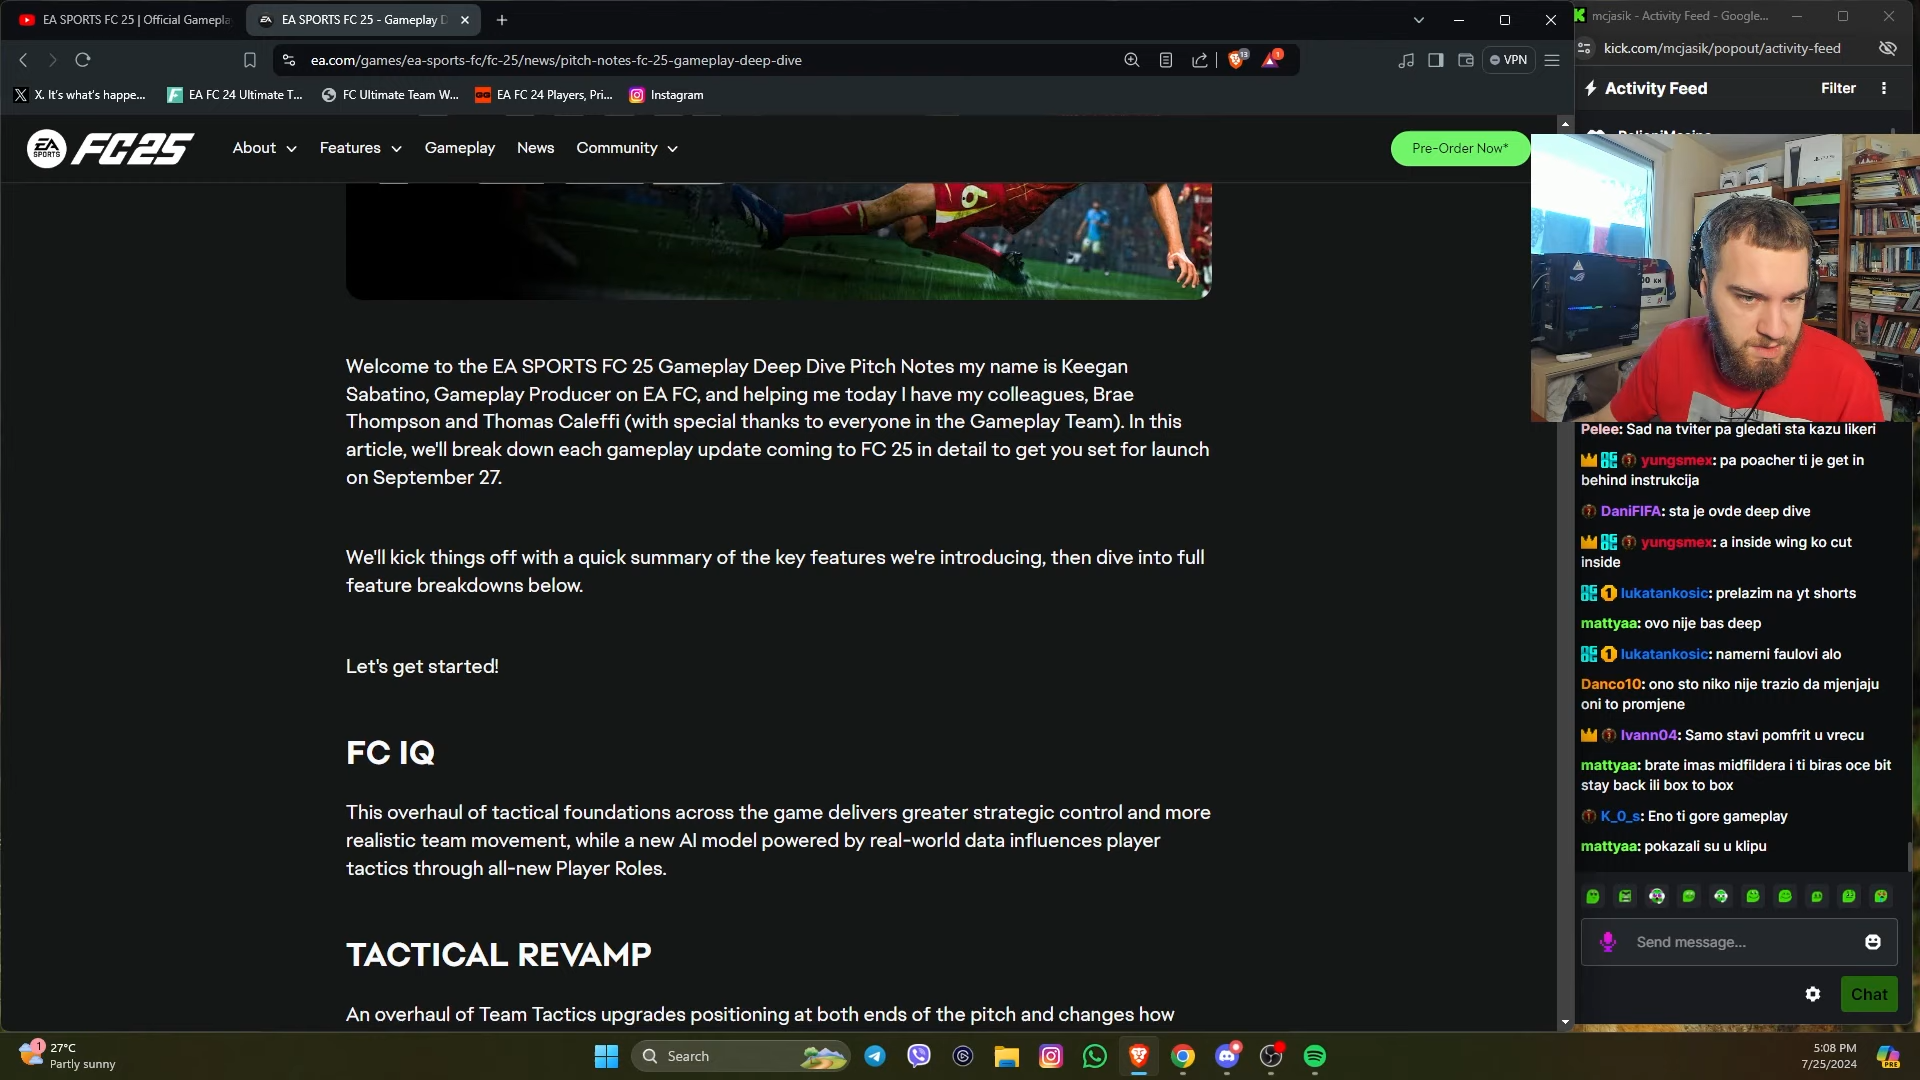 EA SPORTS FC 25 | Official Gamepla
EA SPORTS FC 25 - Gameplay D
mcjasik - Activity Feed - Google...
ea.com/games/ea-sports-fc/fc-25/news/pitch-notes-fc-25-gameplay-deep-dive
13
1
VPN
kick.com/mcjasik/popout/activity-feed
X. It's what's happe...
EA FC 24 Ultimate T...
FC Ultimate Team W...
EA FC 24 Players, Pri...
Instagram
Activity Feed
Filter
EA SPORTS
FC25
About
Features
Gameplay
News
Community
Pre-Order Now*
6
Welcome to the EA SPORTS FC 25 Gameplay Deep Dive Pitch Notes my name is Keegan
Sabatino, Gameplay Producer on EA FC, and helping me today I have my colleagues, Brae
Thompson and Thomas Caleffi (with special thanks to everyone in the Gameplay Team). In this
article, we'll break down each gameplay update coming to FC 25 in detail to get you set for launch
on September 27.
We'll kick things off with a quick summary of the key features we're introducing, then dive into full
feature breakdowns below.
Let's get started!
FC IQ
This overhaul of tactical foundations across the game delivers greater strategic control and more
realistic team movement, while a new AI model powered by real-world data influences player
tactics through all-new Player Roles.
TACTICAL REVAMP
An overhaul of Team Tactics upgrades positioning at both ends of the pitch and changes how
Pelee: Sad na tviter pa gledati sta kazu likeri
yungsmex: pa poacher ti je get in
behind instrukcija
DaniFIFA: sta je ovde deep dive
yungsmex: a inside wing ko cut
inside
lukatankosic: prelazim na yt shorts
mattyaa: ovo nije bas deep
lukatankosic: namerni faulovi alo
Danco10: ono sto niko nije trazio da mjenjaju
oni to promjene
Ivann04: Samo stavi pomfrit u vrecu
mattyaa: brate imas midfildera i ti biras oce bit
stay back ili box to box
K_0_s: Eno ti gore gameplay
mattyaa: pokazali su u klipu
Send message...
Chat
1
27°C
Partly sunny
Search
5:08 PM
7/25/2024
PRE